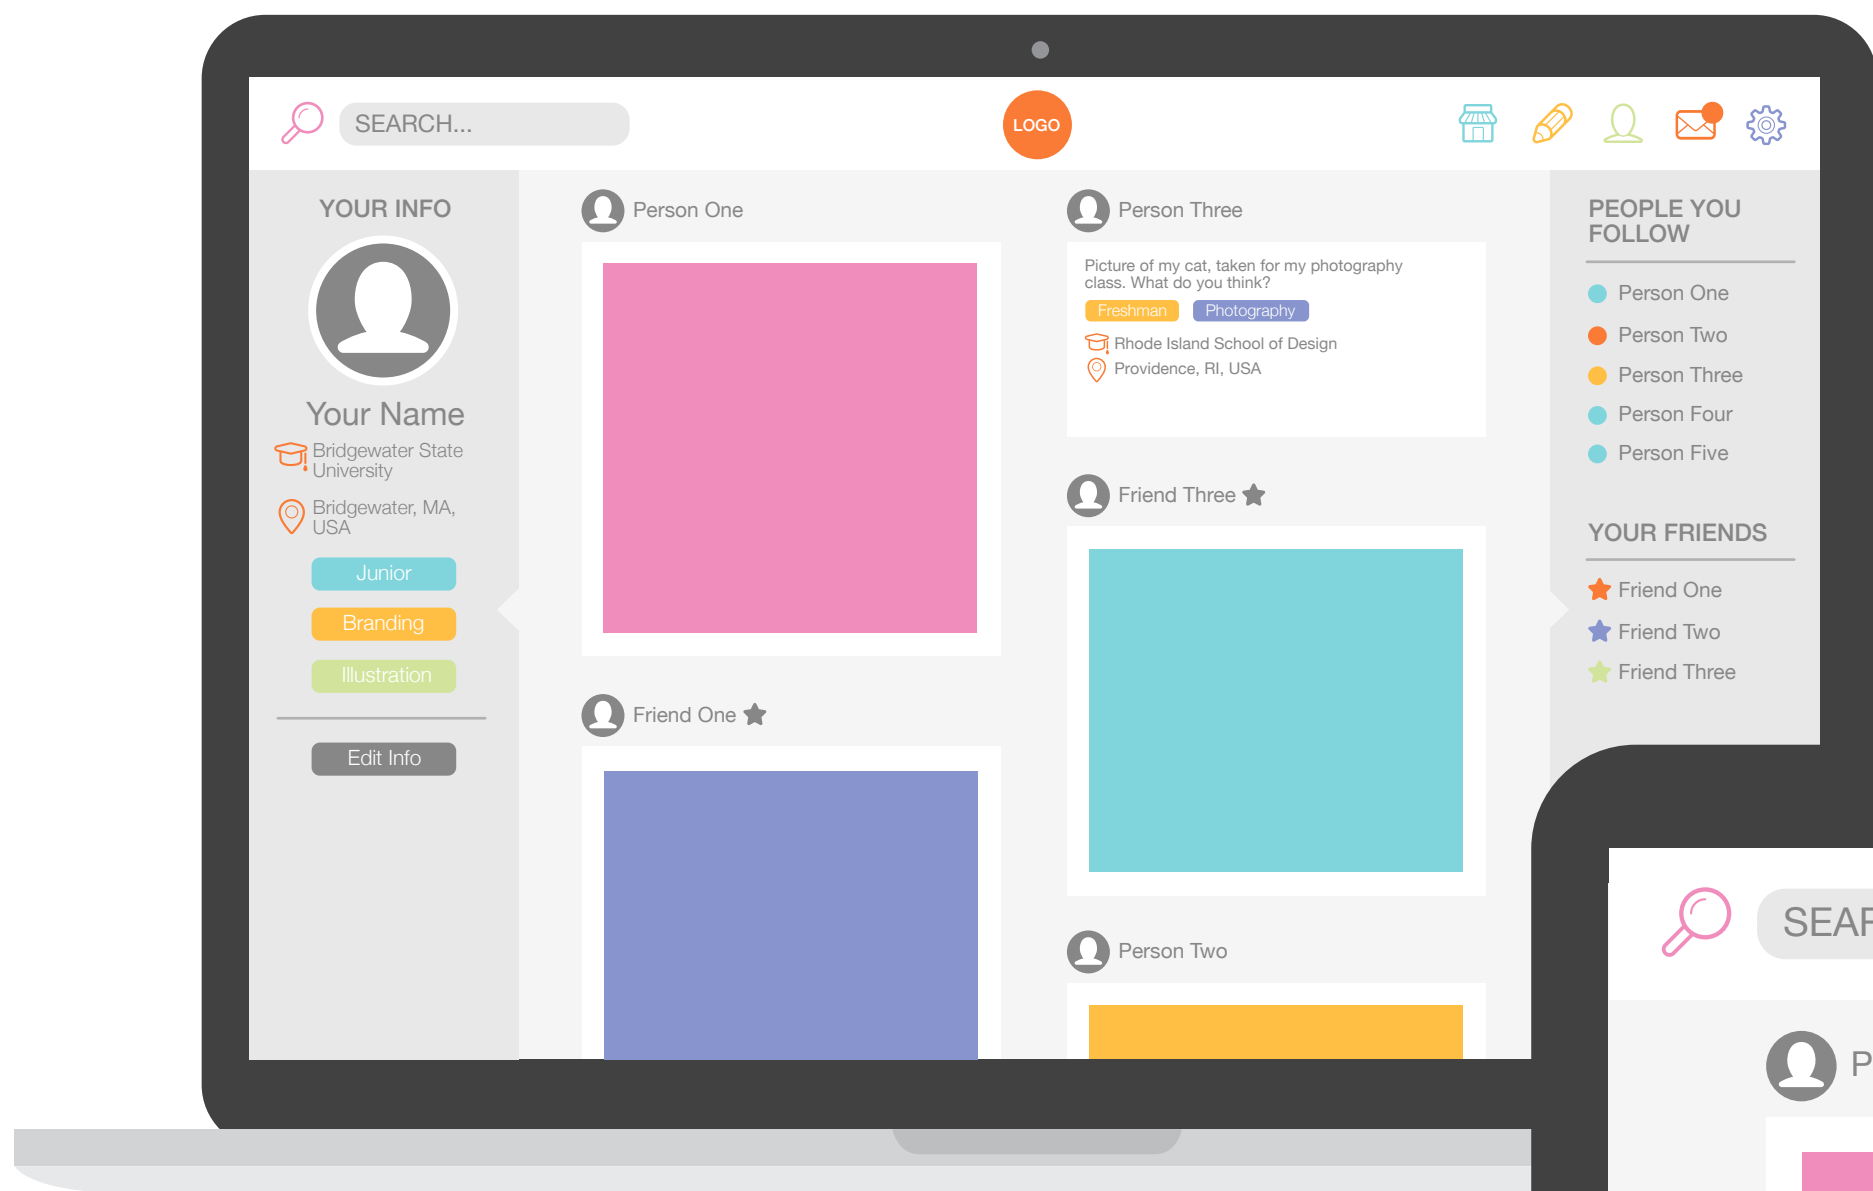 SEARCH...
LOGO
YOUR INFO
Your Name
Bridgewater State
University
Bridgewater, MA,
USA
Junior
Branding
Illustration
Edit Info
Person One
Friend One
Person Three
Picture of my cat, taken for my photography
class. What do you think?
Freshman
Photography
Rhode Island School of Design
Providence, RI, USA
Friend Three
Person Two
PEOPLE YOU
FOLLOW
Person One
Person Two
Person Three
Person Four
Person Five
YOUR FRIENDS
Friend One
Friend Two
Friend Three
SEAR
P